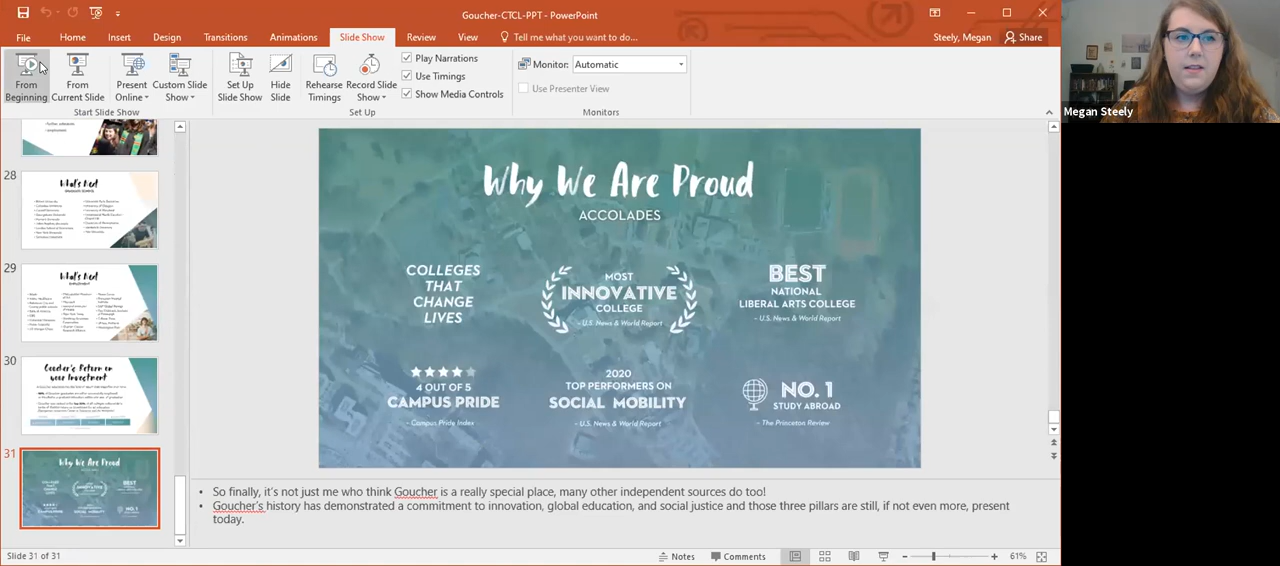 Goucher-CTCL-PPT - PowerPoint
File Home Insert Design Transitions Animations Slide Show Review View Tell me what you want to do... Steely, Megan Share
From Beginning
From Current Slide
Present Online
Custom Slide Show
Set Up Slide Show
Hide Slide
Rehearse Timings
Record Slide Show
Play Narrations
Use Timings
Show Media Controls
Monitor: Automatic
Use Presenter View
Start Slide Show Set Up Monitors
Megan Steely
28
What's Next
29
What's Next
30
Goucher's Return on
your Investment
31
Why We Are Proud
Why We Are Proud
ACCOLADES
COLLEGES
THAT
CHANGE
LIVES
MOST
INNOVATIVE
COLLEGE
- U.S. News & World Report
BEST
NATIONAL
LIBERAL ARTS COLLEGE
- U.S. News & World Report
4 OUT OF 5
CAMPUS PRIDE
- Campus Pride Index
2020
TOP PERFORMERS ON
SOCIAL MOBILITY
- U.S. News & World Report
NO. 1
STUDY ABROAD
- The Princeton Review
• So finally, it's not just me who think Goucher is a really special place, many other independent sources do too!
• Goucher's history has demonstrated a commitment to innovation, global education, and social justice and those three pillars are still, if not even more, present
today.
Slide 31 of 31 Notes Comments 61%